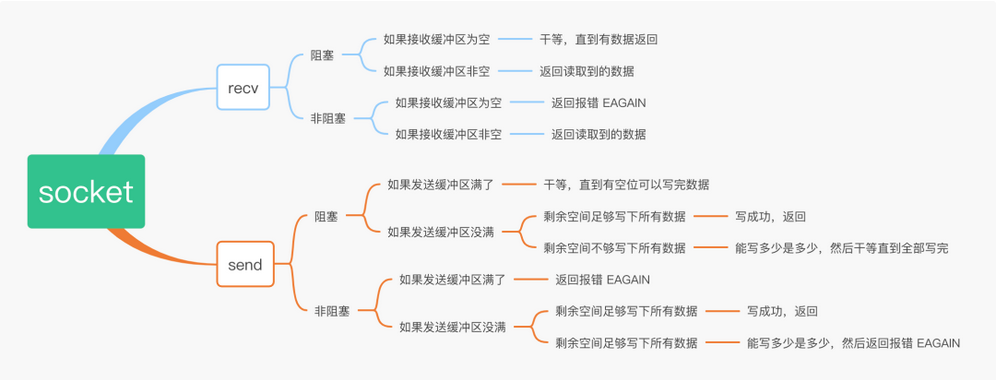 socket
recv
阻塞
如果接收缓冲区为空
干等，直到有数据返回
如果接收缓冲区非空
返回读取到的数据
非阻塞
如果接收缓冲区为空
返回报错 EAGAIN
如果接收缓冲区非空
返回读取到的数据
send
阻塞
如果发送缓冲区满了
干等，直到有空位可以写完数据
如果发送缓冲区没满
剩余空间足够写下所有数据
写成功，返回
剩余空间不够写下所有数据
能写多少是多少，然后干等直到全部写完
非阻塞
如果发送缓冲区满了
返回报错 EAGAIN
如果发送缓冲区没满
剩余空间足够写下所有数据
写成功，返回
剩余空间足够写下所有数据
能写多少是多少，然后返回报错 EAGAIN